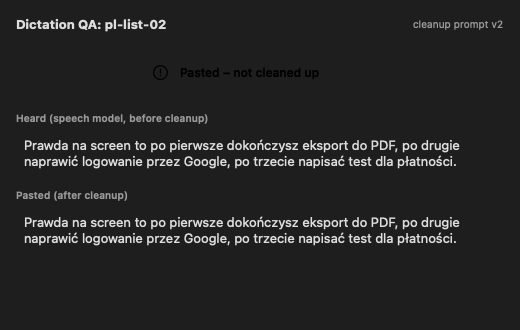 Dictation QA: pl-list-02
cleanup prompt v2
Pasted – not cleaned up
Heard (speech model, before cleanup)
Prawda na screen to po pierwsze dokończysz eksport do PDF, po drugie
naprawić logowanie przez Google, po trzecie napisać test dla płatności.
Pasted (after cleanup)
Prawda na screen to po pierwsze dokończysz eksport do PDF, po drugie
naprawić logowanie przez Google, po trzecie napisać test dla płatności.